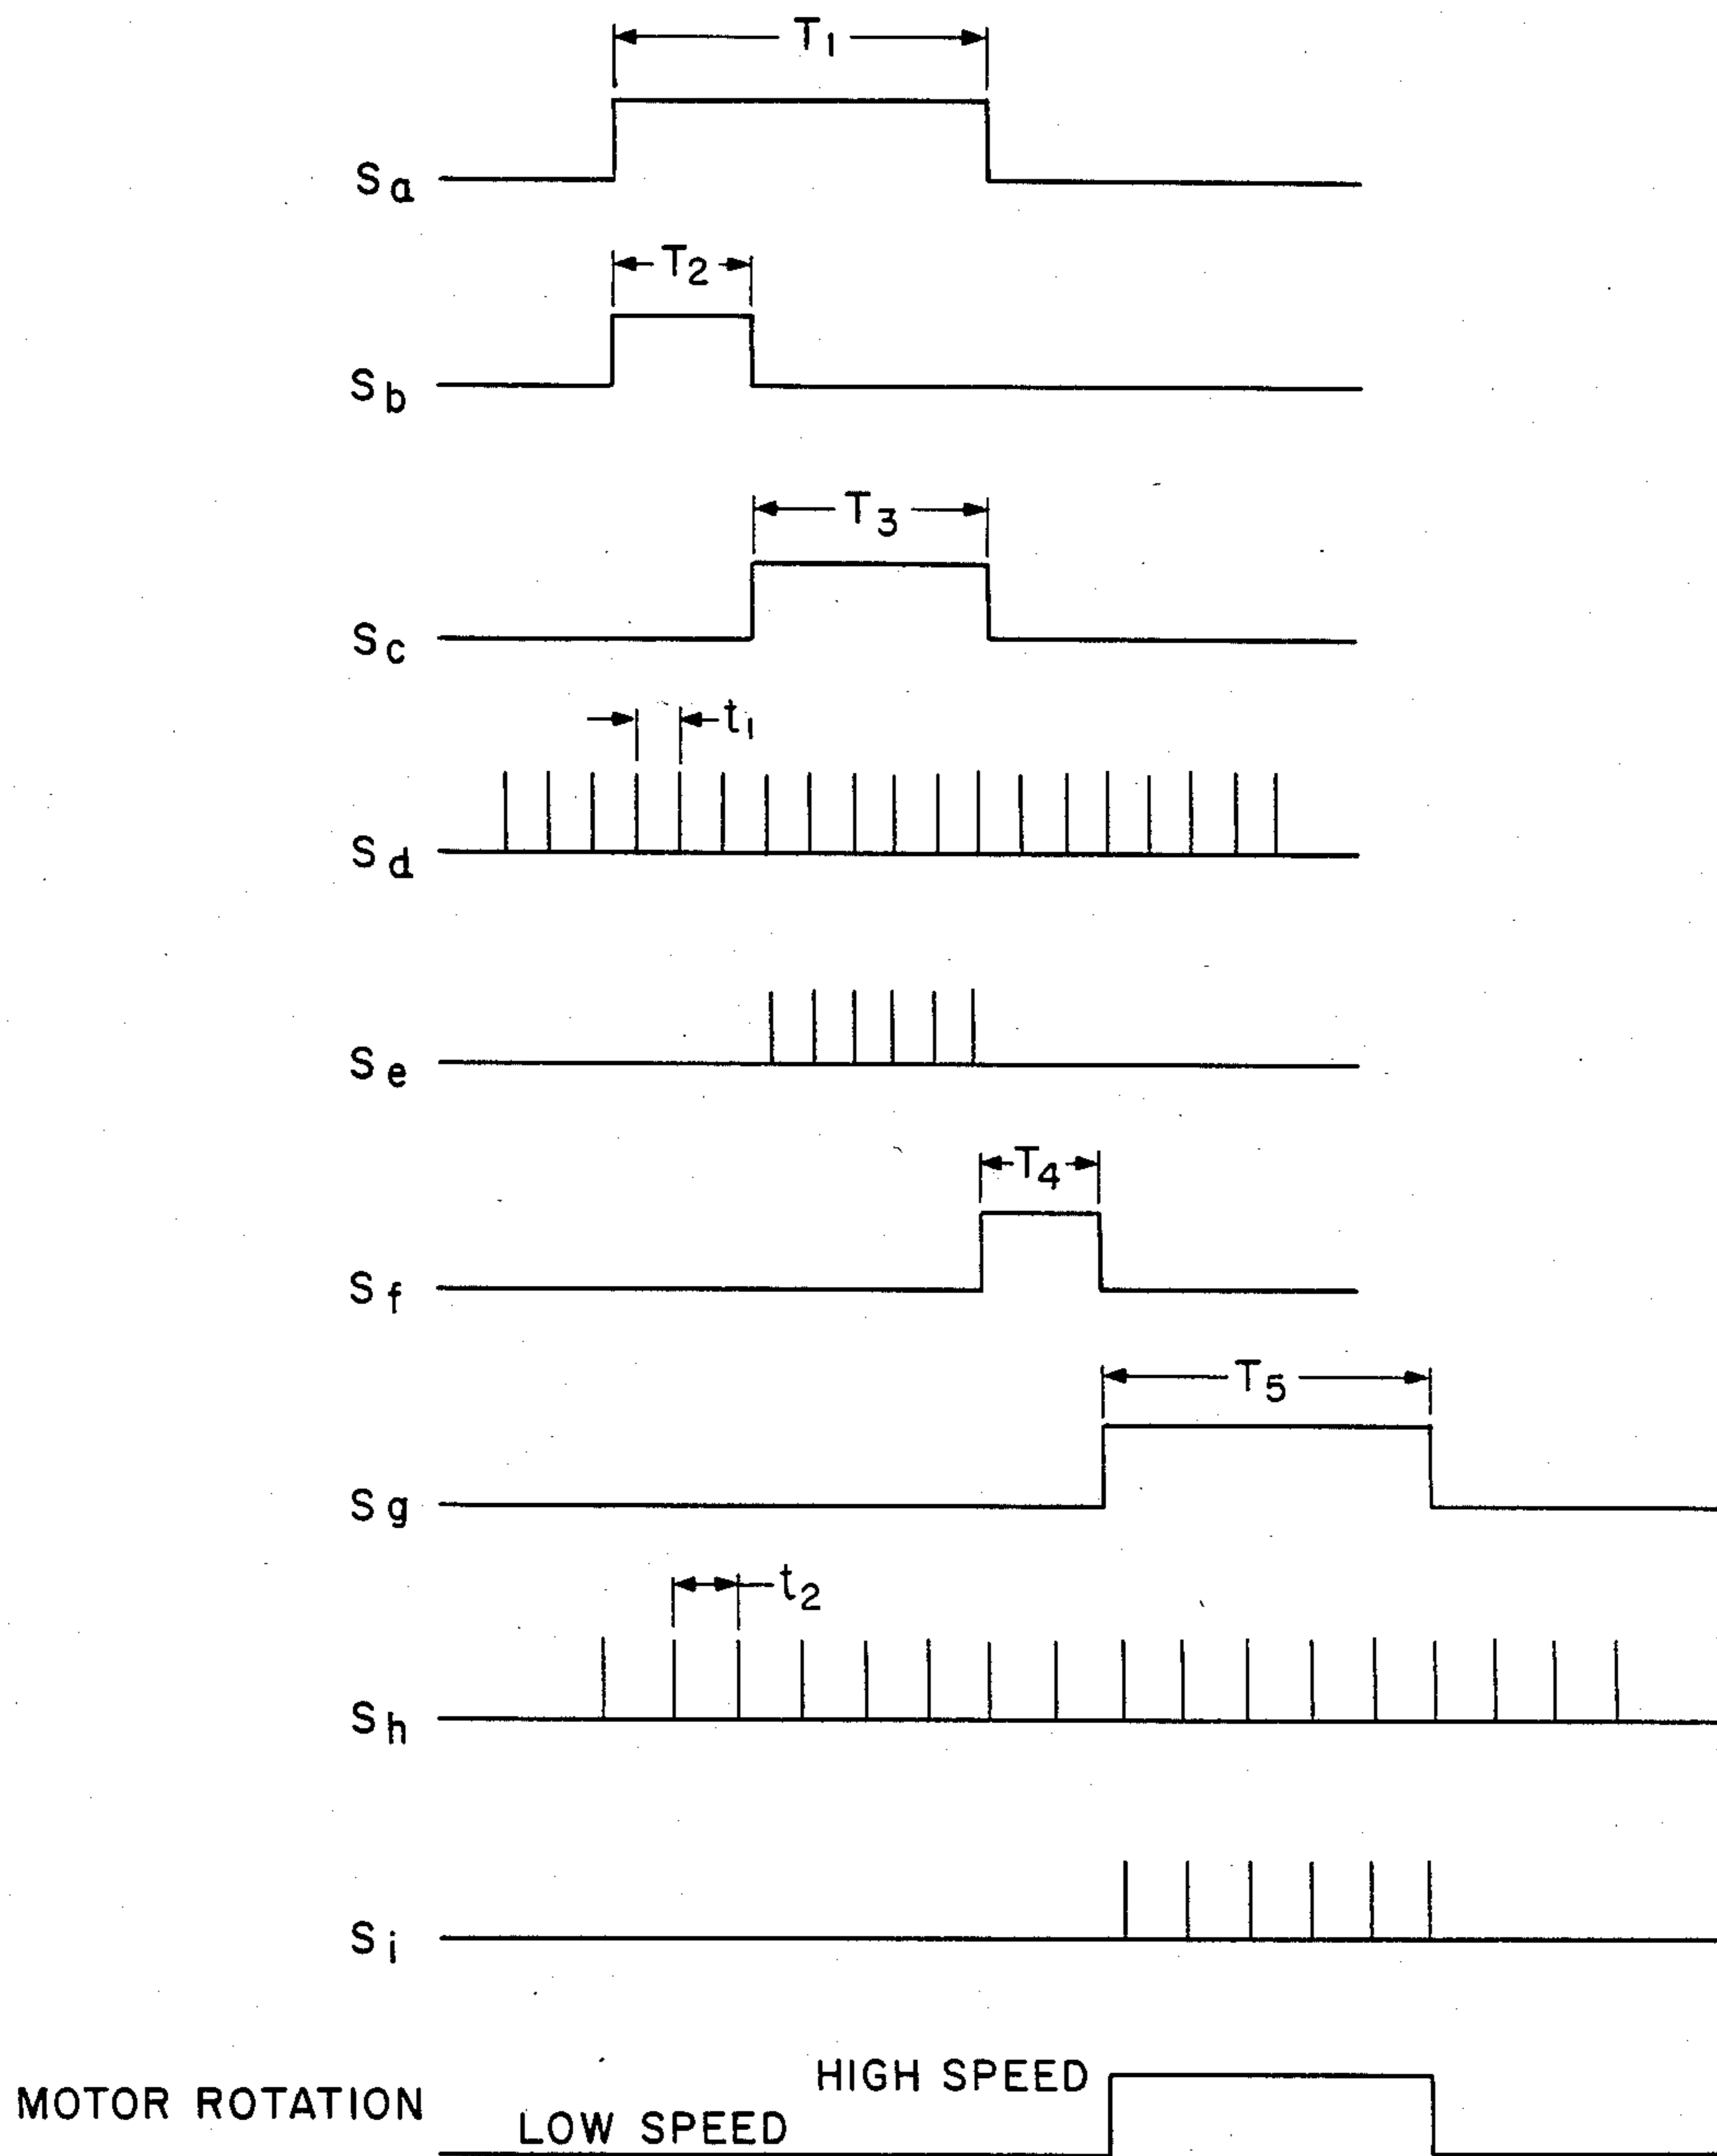 T₁
Sa
T₂
Sb
T₃
Sc
t₁
Sd
Se
T₄
Sf
T₅
Sg
t₂
Sh
Si
HIGH SPEED
MOTOR ROTATION
LOW SPEED